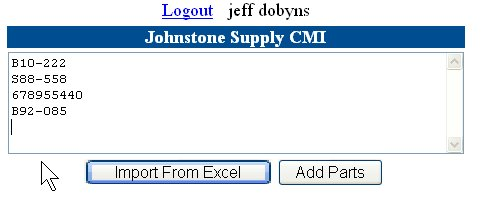 Logout jeff dobyns
Johnstone Supply CMI
B10-222
S88-558
678955440
B92-085
Import From Excel Add Parts